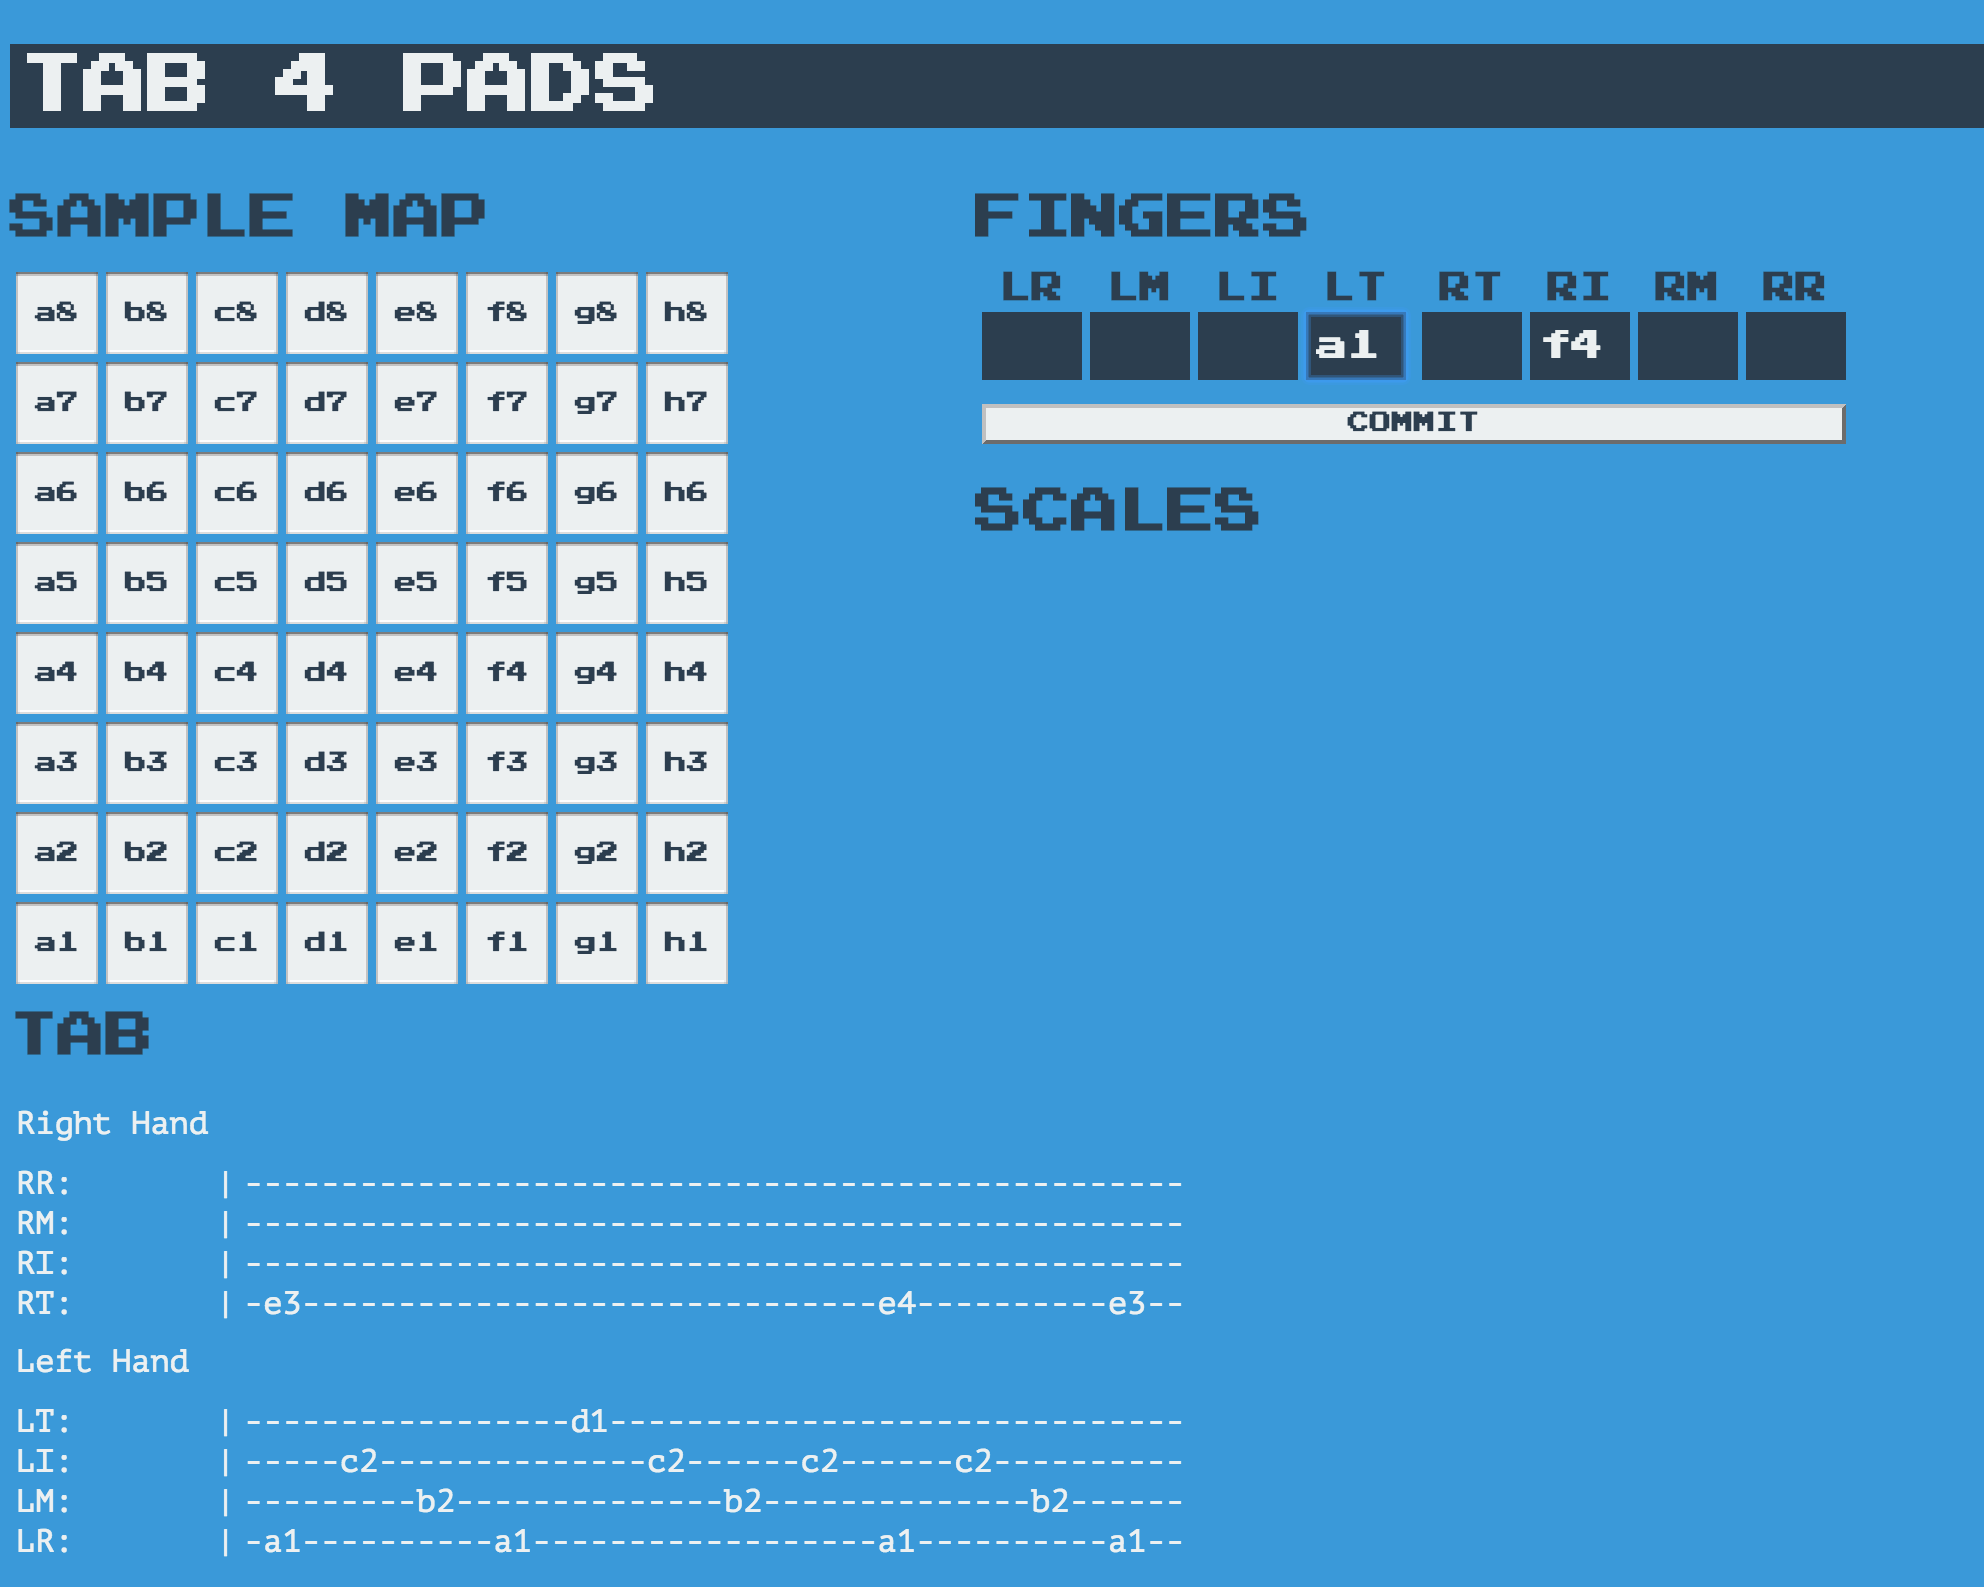 TAB 4 PADS
SAMPLE MAP
a8 b8 c8 d8 e8 f8 g8 h8
a7 b7 c7 d7 e7 f7 g7 h7
a6 b6 c6 d6 e6 f6 g6 h6
a5 b5 c5 d5 e5 f5 g5 h5
a4 b4 c4 d4 e4 f4 g4 h4
a3 b3 c3 d3 e3 f3 g3 h3
a2 b2 c2 d2 e2 f2 g2 h2
a1 b1 c1 d1 e1 f1 g1 h1
FINGERS
LR LM LI LT RT RI RM RR
a1 f4
COMMIT
SCALES
TAB
Right Hand
RR: |-------------------------------------------------
RM: |-------------------------------------------------
RI: |-------------------------------------------------
RT: |-e3------------------------------e4----------e3--
Left Hand
LT: |-----------------d1------------------------------
LI: |-----c2--------------c2------c2------c2----------
LM: |---------b2--------------b2--------------b2------
LR: |-a1----------a1------------------a1----------a1--